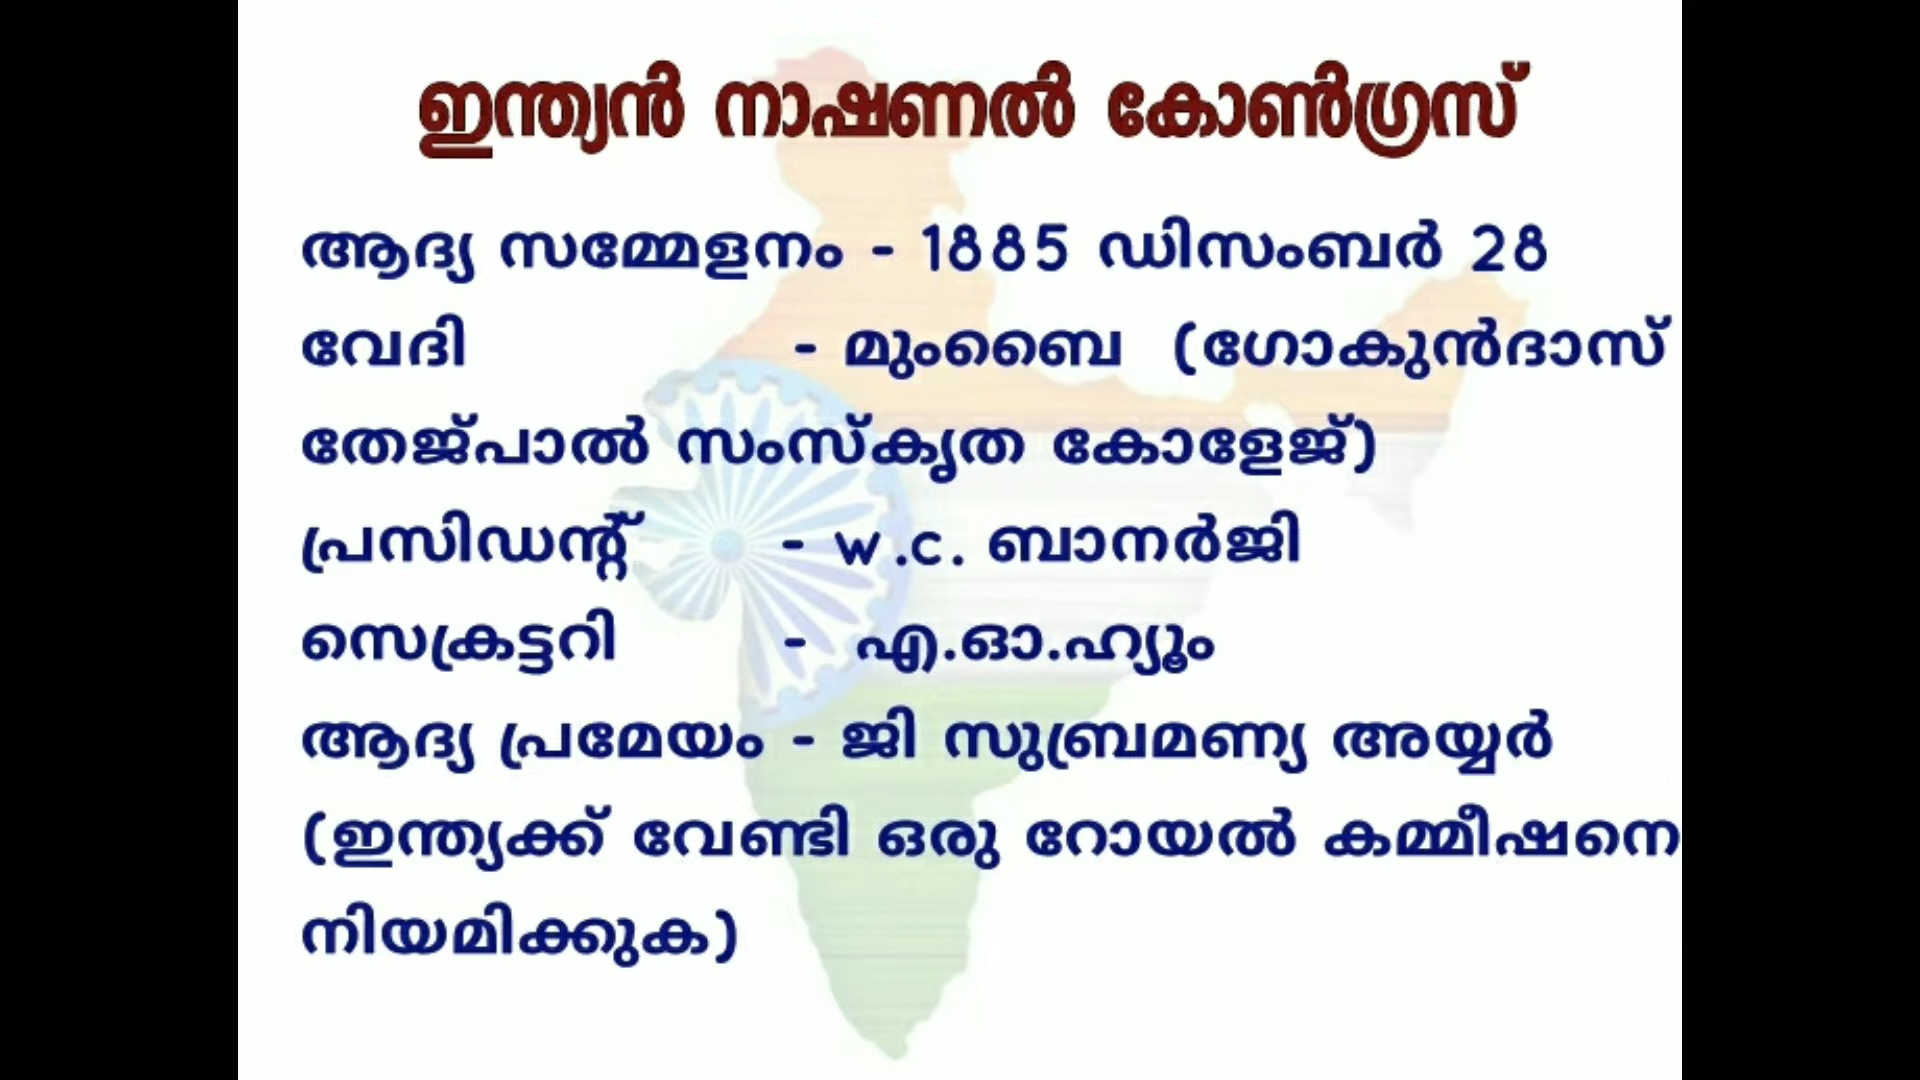 ഇന്ത്യൻ നാഷണൽ കോൺഗ്രസ്
ആദ്യ സമ്മേളനം - 1885 ഡിസംബർ 28
വേദി - മുംബൈ (ഗോകുൻദാസ്
തേജ്പാൽ സംസ്കൃത കോളേജ്)
പ്രസിഡന്റ് - w.c. ബാനർജി
സെക്രട്ടറി - എ.ഓ.ഹ്യൂം
ആദ്യ പ്രമേയം - ജി സുബ്രമണ്യ അയ്യർ
(ഇന്ത്യക്ക് വേണ്ടി ഒരു റോയൽ കമ്മീഷനെ
നിയമിക്കുക)